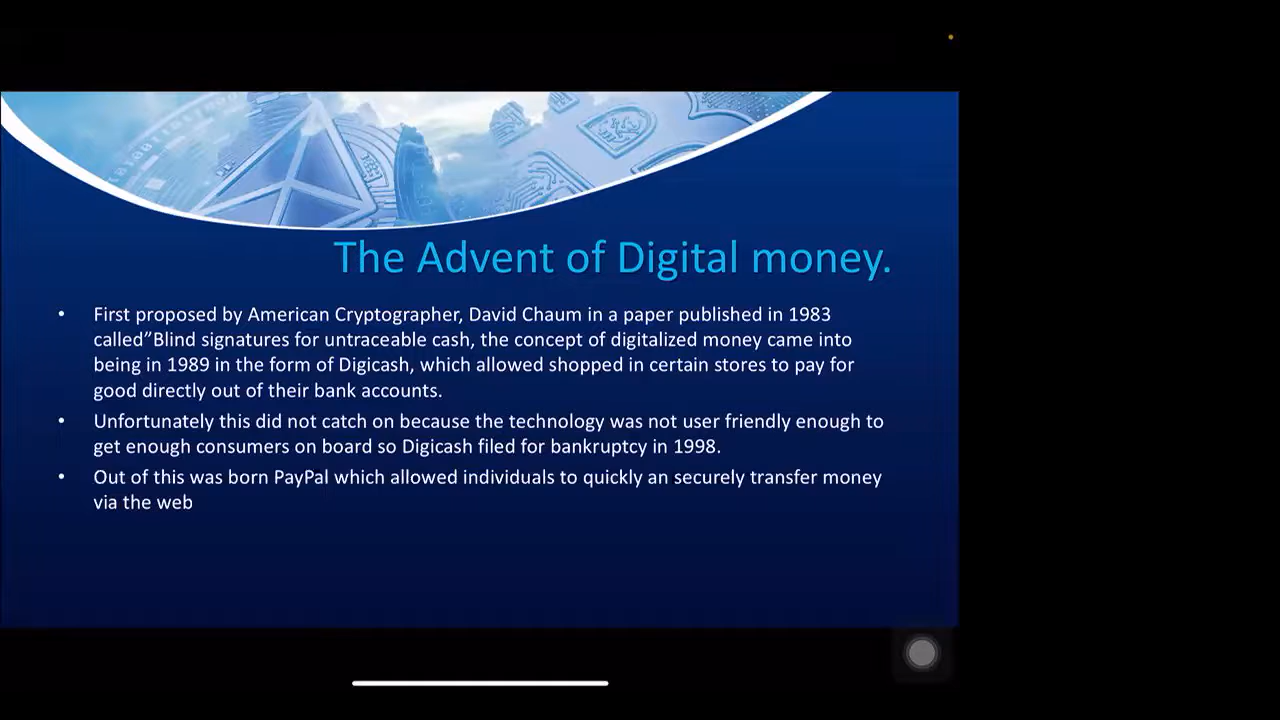 The Advent of Digital money.
• First proposed by American Cryptographer, David Chaum in a paper published in 1983
called”Blind signatures for untraceable cash, the concept of digitalized money came into
being in 1989 in the form of Digicash, which allowed shopped in certain stores to pay for
good directly out of their bank accounts.
• Unfortunately this did not catch on because the technology was not user friendly enough to
get enough consumers on board so Digicash filed for bankruptcy in 1998.
• Out of this was born PayPal which allowed individuals to quickly an securely transfer money
via the web